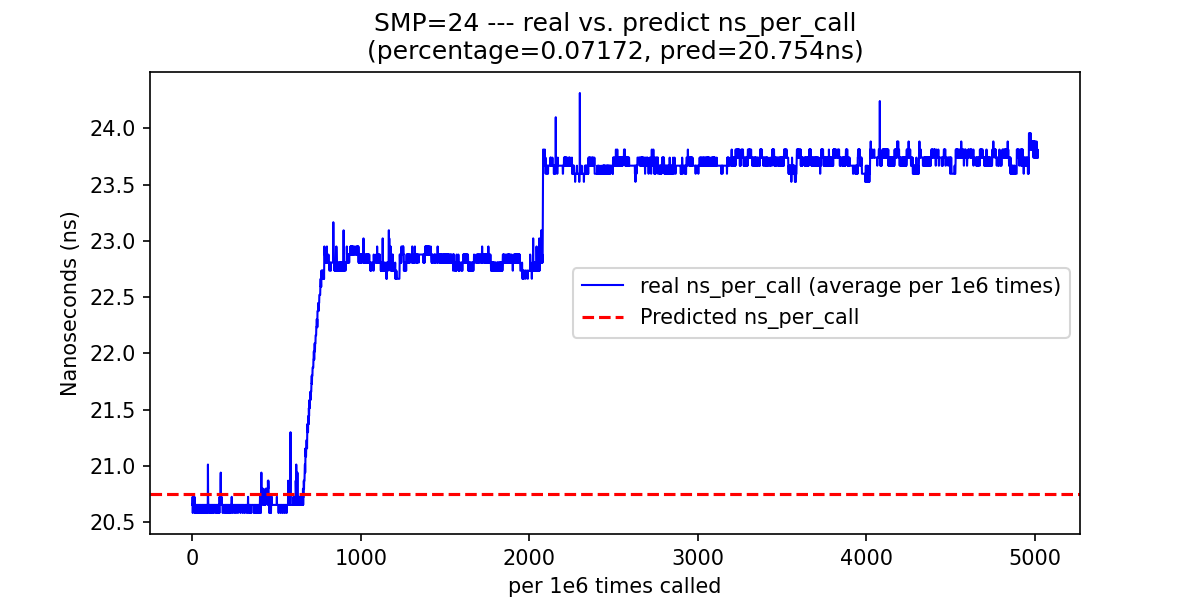 SMP=24 --- real vs. predict ns_per_call
(percentage=0.07172, pred=20.754ns)
Nanoseconds (ns)
24.0
23.5
23.0
22.5
22.0
21.5
21.0
20.5
real ns_per_call (average per 1e6 times)
Predicted ns_per_call
0 1000 2000 3000 4000 5000
per 1e6 times called